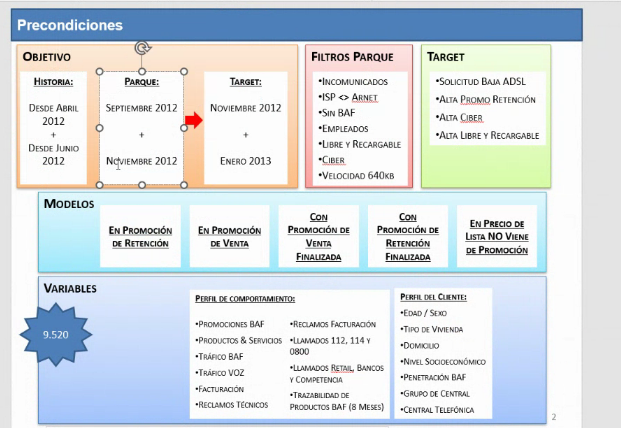 Precondiciones
OBJETIVO
HISTORIA:
DESDE ABRIL
2012
+
DESDE JUNIO
2012
PARQUE:
SEPTIEMBRE 2012
+
NOVIEMBRE 2012
TARGET:
NOVIEMBRE 2012
+
ENERO 2013
FILTROS PARQUE
•INCOMUNICADOS
•ISP <> ARNET
•SIN BAF
•EMPLEADOS
•LIBRE Y RECARGABLE
•CIBER
•VELOCIDAD 640KB
TARGET
•SOLICITUD BAJA ADSL
•ALTA PROMO RETENCIÓN
•ALTA CIBER
•ALTA LIBRE Y RECARGABLE
MODELOS
EN PROMOCIÓN
DE RETENCIÓN
EN PROMOCIÓN
DE VENTA
CON
PROMOCIÓN DE
VENTA
FINALIZADA
CON
PROMOCIÓN DE
RETENCIÓN
FINALIZADA
EN PRECIO DE
LISTA NO VIENE
DE PROMOCIÓN
VARIABLES
9.520
PERFIL DE COMPORTAMIENTO:
•PROMOCIONES BAF
•PRODUCTOS & SERVICIOS
•TRÁFICO BAF
•TRÁFICO VOZ
•FACTURACIÓN
•RECLAMOS TÉCNICOS
•RECLAMOS FACTURACIÓN
•LLAMADOS 112, 114 Y
0800
•LLAMADOS RETAIL, BANCOS
Y COMPETENCIA
•TRAZABILIDAD DE
PRODUCTOS BAF (8 MESES)
PERFIL DEL CLIENTE:
•EDAD / SEXO
•TIPO DE VIVIENDA
•DOMICILIO
•NIVEL SOCIOECONÓMICO
•PENETRACIÓN BAF
•GRUPO DE CENTRAL
•CENTRAL TELEFÓNICA
2